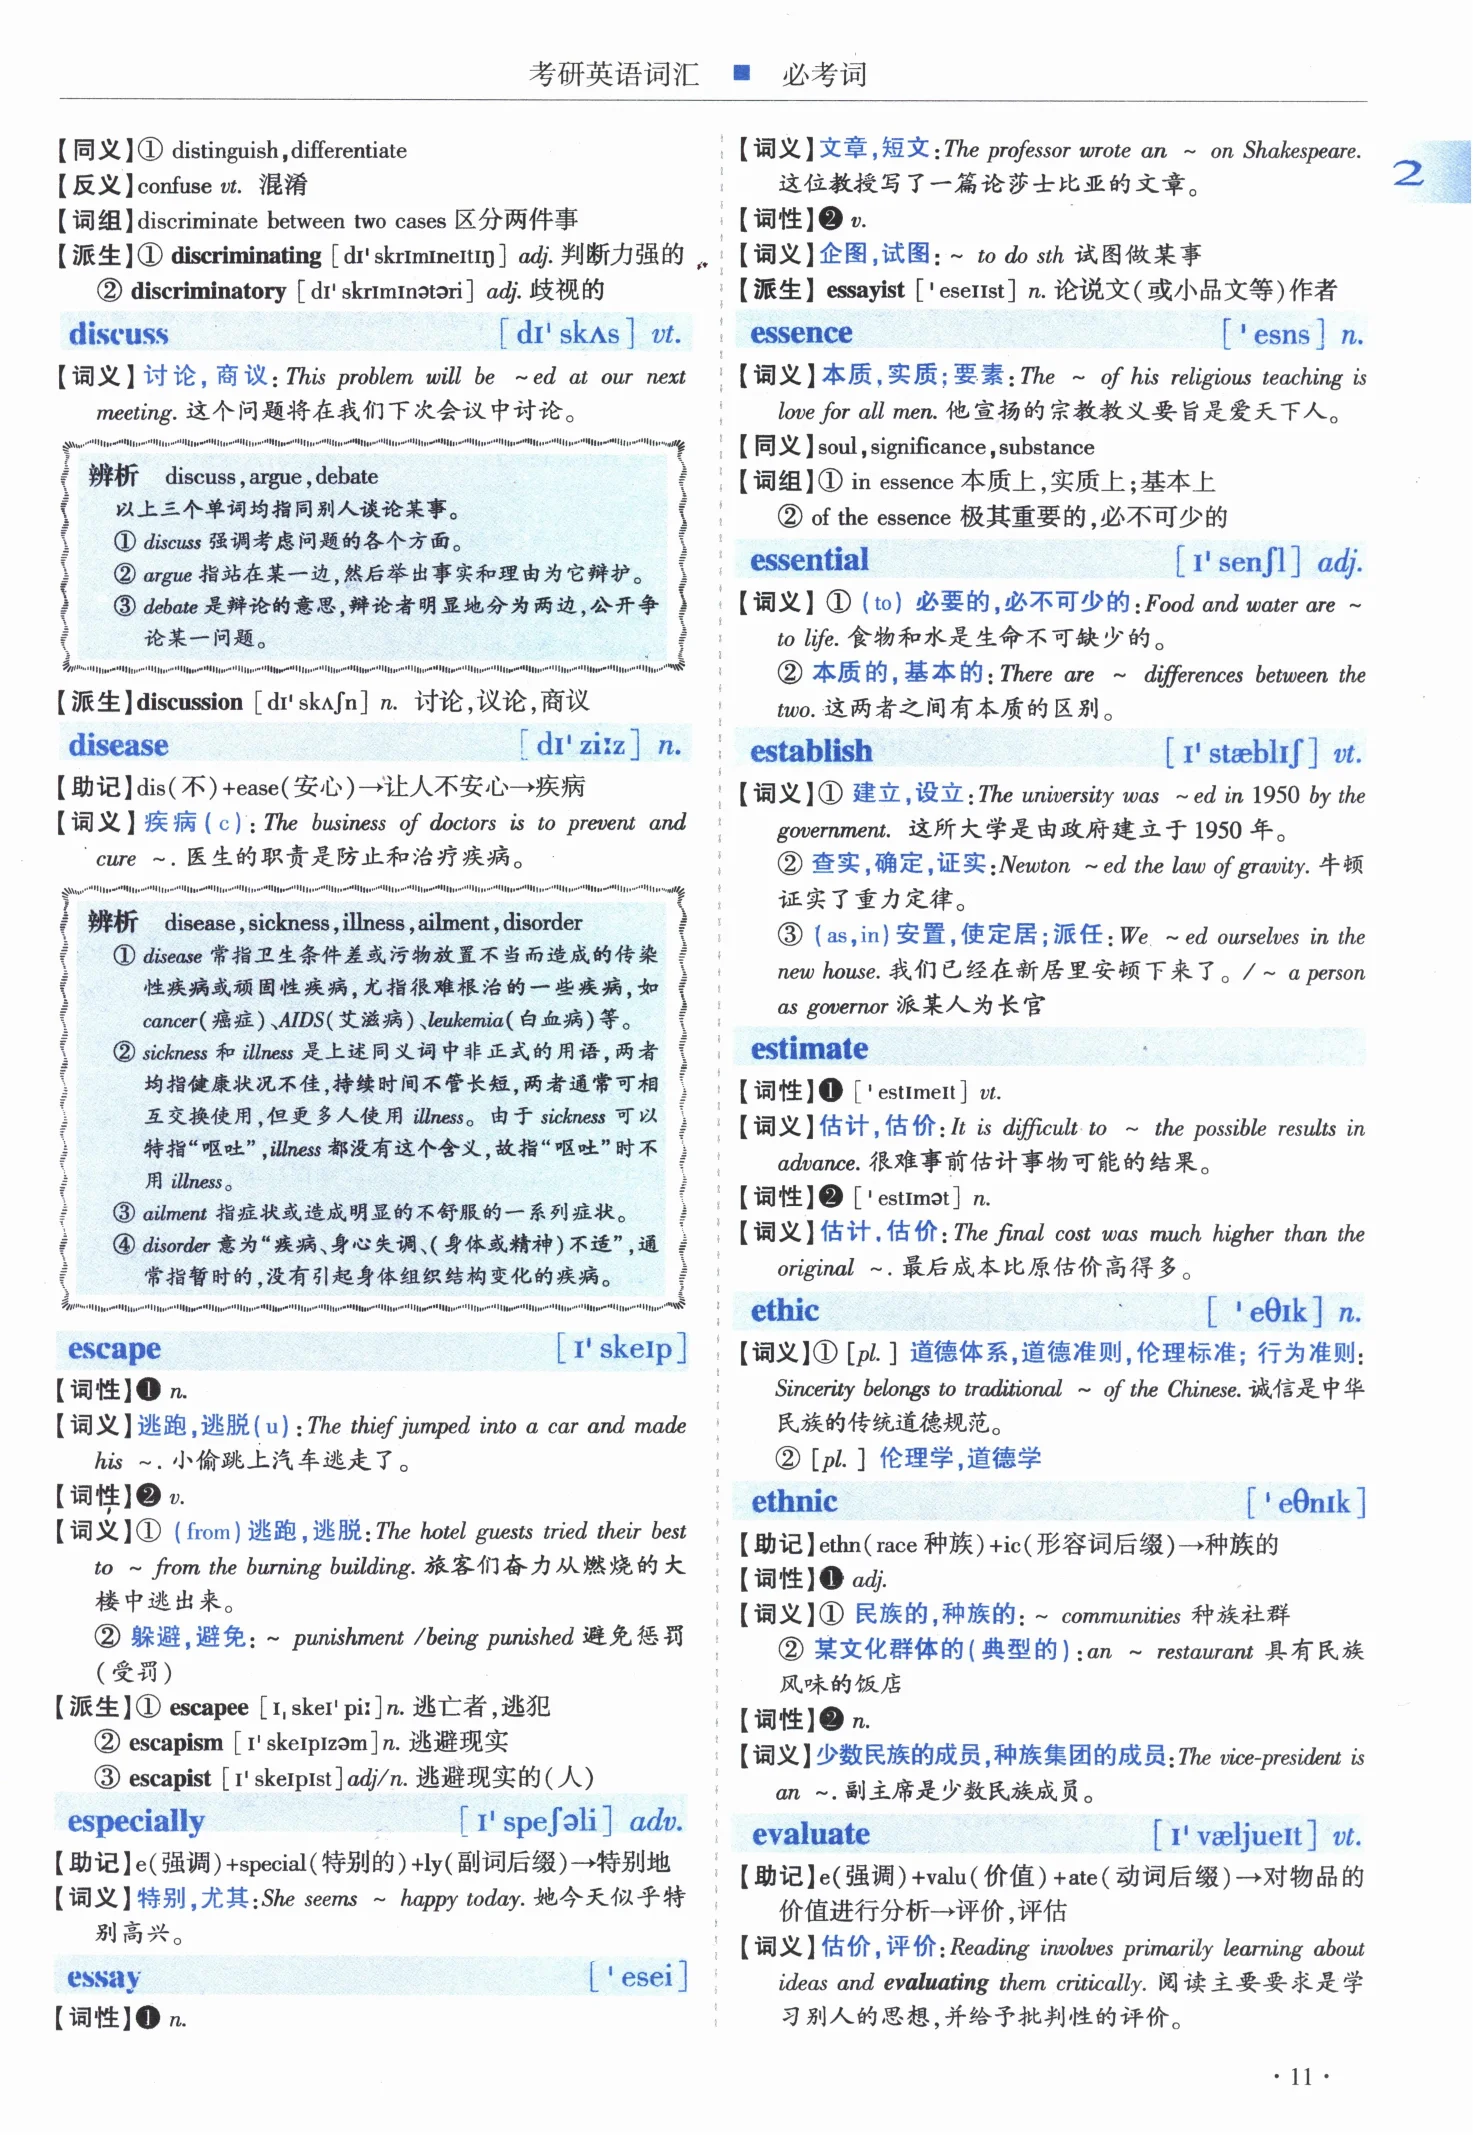 考研英语词汇 ■ 必考词
【同义】① distinguish,differentiate
【反义】confuse vt. 混淆
【词组】discriminate between two cases 区分两件事
【派生】① discriminating [dɪ'skrɪmɪneɪtɪŋ] adj. 判断力强的
② discriminatory [dɪ'skrɪmɪnətəri] adj. 歧视的
discuss [dɪ'skʌs] vt.
【词义】讨论,商议:This problem will be ~ed at our next
meeting. 这个问题将在我们下次会议中讨论。
辨析 discuss,argue,debate
以上三个单词均指同别人谈论某事。
① discuss 强调考虑问题的各个方面。
② argue 指站在某一边,然后举出事实和理由为它辩护。
③ debate 是辩论的意思,辩论者明显地分为两边,公开争
论某一问题。
【派生】discussion [dɪ'skʌʃn] n. 讨论,议论,商议
disease [dɪ'ziːz] n.
【助记】dis(不)+ease(安心)→让人不安心→疾病
【词义】疾病(c):The business of doctors is to prevent and
cure ~. 医生的职责是防止和治疗疾病。
辨析 disease,sickness,illness,ailment,disorder
① disease 常指卫生条件差或污物放置不当而造成的传染
性疾病或顽固性疾病,尤指很难根治的一些疾病,如
cancer(癌症)、AIDS(艾滋病)、leukemia(白血病)等。
② sickness 和 illness 是上述同义词中非正式的用语,两者
均指健康状况不佳,持续时间不管长短,两者通常可相
互交换使用,但更多人使用 illness。由于 sickness 可以
特指“呕吐”,illness 都没有这个含义,故指“呕吐”时不
用 illness。
③ ailment 指症状或造成明显的不舒服的一系列症状。
④ disorder 意为“疾病、身心失调、(身体或精神)不适”,通
常指暂时的,没有引起身体组织结构变化的疾病。
escape [ɪ'skeɪp]
【词性】❶ n.
【词义】逃跑,逃脱(u):The thief jumped into a car and made
his ~. 小偷跳上汽车逃走了。
【词性】❷ v.
【词义】① (from)逃跑,逃脱:The hotel guests tried their best
to ~ from the burning building. 旅客们奋力从燃烧的大
楼中逃出来。
② 躲避,避免: ~ punishment /being punished 避免惩罚
(受罚)
【派生】① escapee [ɪˌskeɪ'piː]n. 逃亡者,逃犯
② escapism [ɪ'skeɪpɪzəm]n. 逃避现实
③ escapist [ɪ'skeɪpɪst]adj/n. 逃避现实的(人)
especially [ɪ'speʃəli] adv.
【助记】e(强调)+special(特别的)+ly(副词后缀)→特别地
【词义】特别,尤其:She seems ~ happy today. 她今天似乎特
别高兴。
essay ['esei]
【词性】❶ n.
【词义】文章,短文:The professor wrote an ~ on Shakespeare.
这位教授写了一篇论莎士比亚的文章。
【词性】❷ v.
【词义】企图,试图: ~ to do sth 试图做某事
【派生】essayist ['eseɪɪst] n. 论说文(或小品文等)作者
essence ['esns] n.
【词义】本质,实质;要素:The ~ of his religious teaching is
love for all men. 他宣扬的宗教教义要旨是爱天下人。
【同义】soul,significance,substance
【词组】① in essence 本质上,实质上;基本上
② of the essence 极其重要的,必不可少的
essential [ɪ'senʃl] adj.
【词义】① (to) 必要的,必不可少的:Food and water are ~
to life. 食物和水是生命不可缺少的。
② 本质的,基本的:There are ~ differences between the
two. 这两者之间有本质的区别。
establish [ɪ'stæblɪʃ] vt.
【词义】① 建立,设立:The university was ~ed in 1950 by the
government. 这所大学是由政府建立于 1950 年。
② 查实,确定,证实:Newton ~ed the law of gravity. 牛顿
证实了重力定律。
③ (as,in)安置,使定居;派任:We ~ed ourselves in the
new house. 我们已经在新居里安顿下来了。/ ~ a person
as governor 派某人为长官
estimate
【词性】❶ ['estɪmeɪt] vt.
【词义】估计,估价:It is difficult to ~ the possible results in
advance. 很难事前估计事物可能的结果。
【词性】❷ ['estɪmət] n.
【词义】估计,估价:The final cost was much higher than the
original ~. 最后成本比原估价高得多。
ethic ['eθɪk] n.
【词义】① [pl.] 道德体系,道德准则,伦理标准; 行为准则:
Sincerity belongs to traditional ~ of the Chinese. 诚信是中华
民族的传统道德规范。
② [pl.] 伦理学,道德学
ethnic ['eθnɪk]
【助记】ethn(race 种族)+ic(形容词后缀)→种族的
【词性】❶ adj.
【词义】① 民族的,种族的: ~ communities 种族社群
② 某文化群体的(典型的):an ~ restaurant 具有民族
风味的饭店
【词性】❷ n.
【词义】少数民族的成员,种族集团的成员:The vice-president is
an ~. 副主席是少数民族成员。
evaluate [ɪ'væljueɪt] vt.
【助记】e(强调)+valu(价值)+ate(动词后缀)→对物品的
价值进行分析→评价,评估
【词义】估价,评价:Reading involves primarily learning about
ideas and evaluating them critically. 阅读主要要求是学
习别人的思想,并给予批判性的评价。
2
·11·